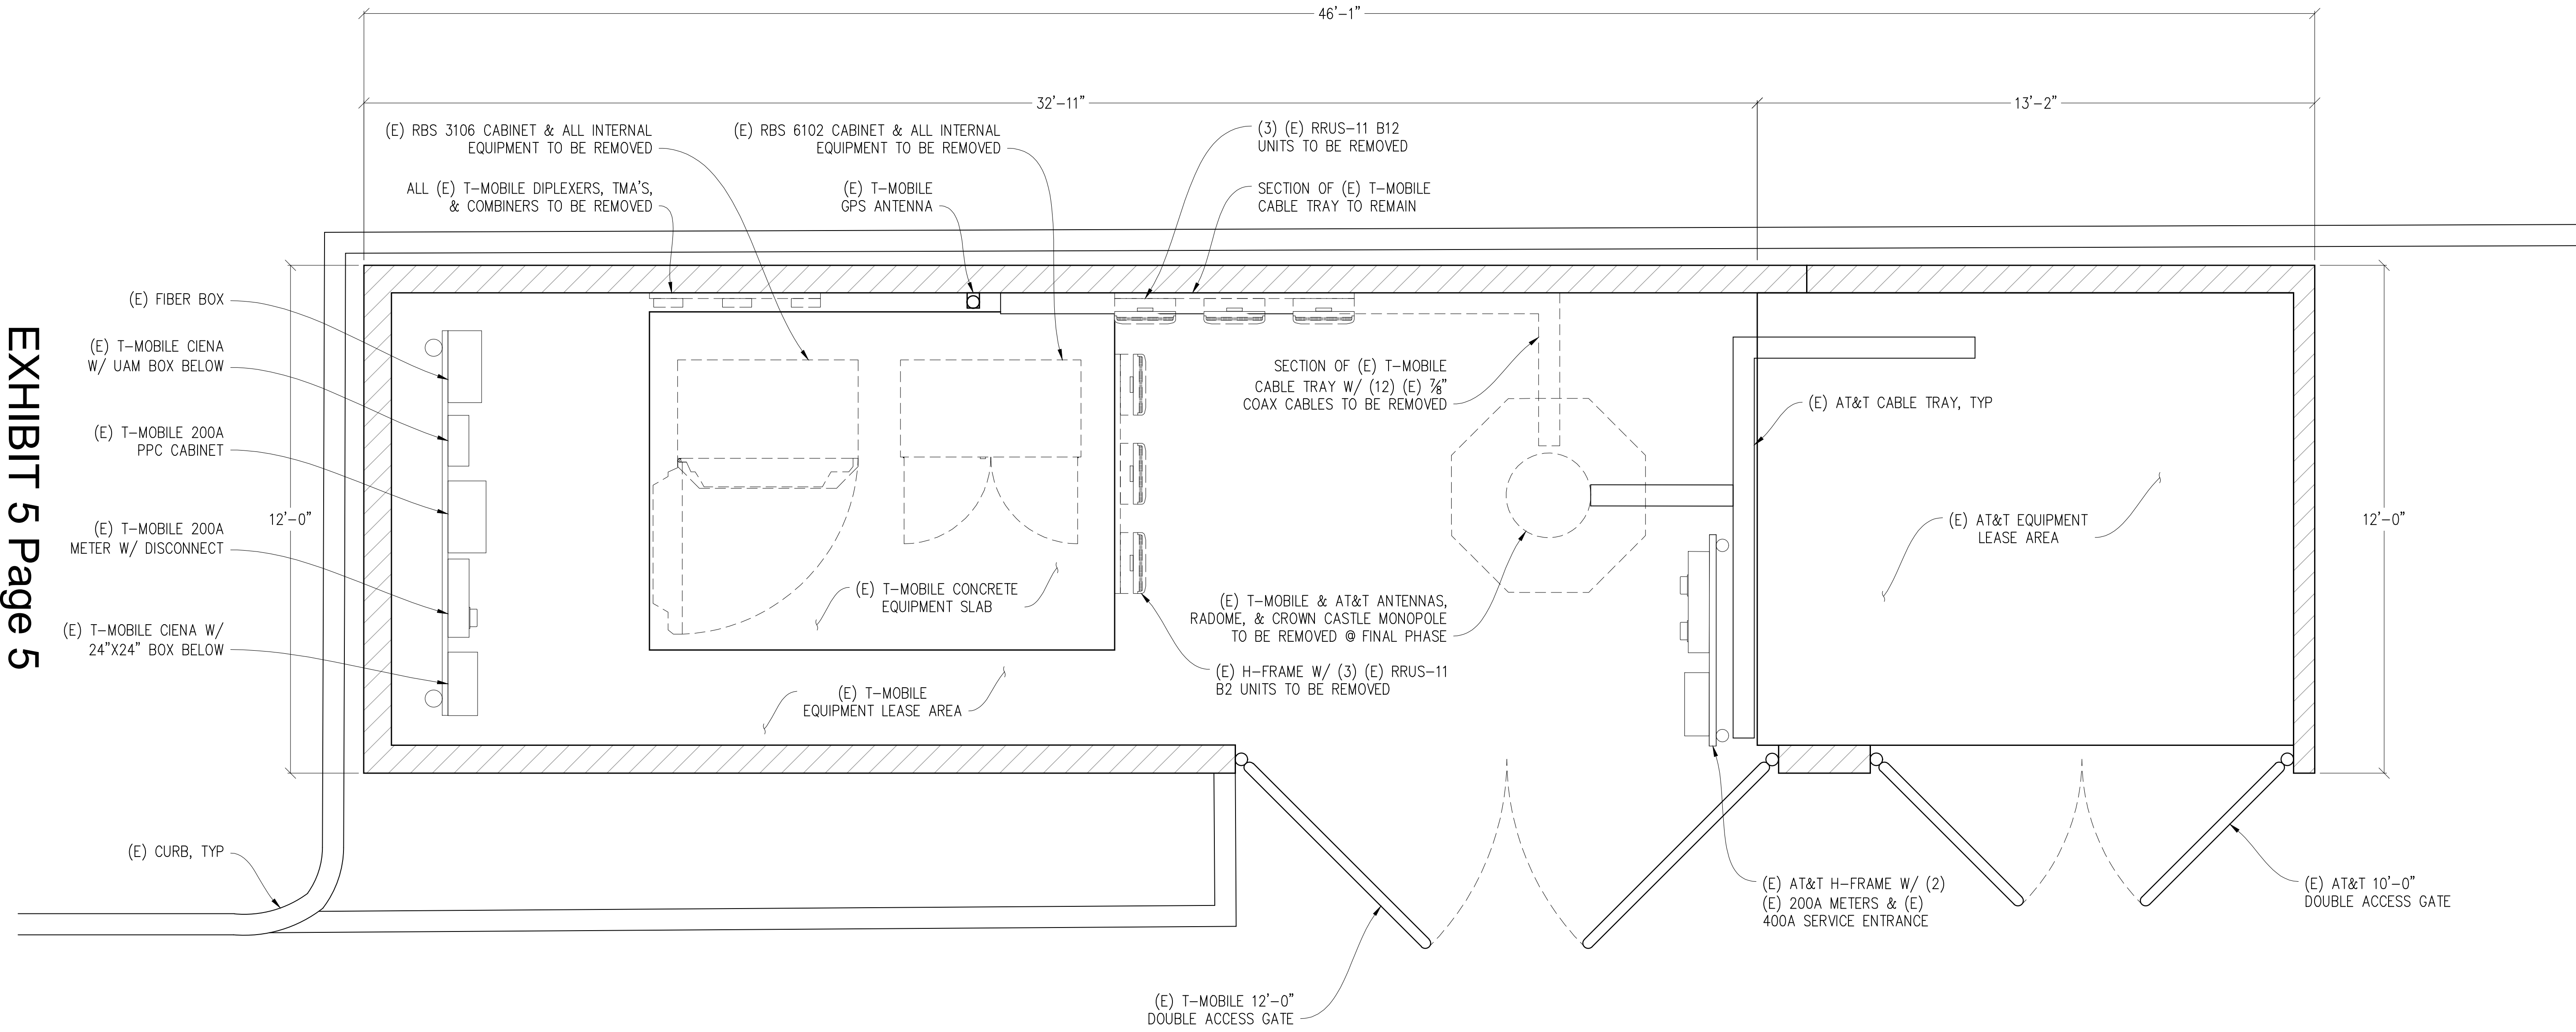 46'-1"
32'-11"
13'-2"
(E) RBS 3106 CABINET & ALL INTERNAL
EQUIPMENT TO BE REMOVED
(E) RBS 6102 CABINET & ALL INTERNAL
EQUIPMENT TO BE REMOVED
(3) (E) RRUS-11 B12
UNITS TO BE REMOVED
ALL (E) T-MOBILE DIPLEXERS, TMA'S,
& COMBINERS TO BE REMOVED
(E) T-MOBILE
GPS ANTENNA
SECTION OF (E) T-MOBILE
CABLE TRAY TO REMAIN
(E) FIBER BOX
(E) T-MOBILE CIENA
W/ UAM BOX BELOW
(E) T-MOBILE 200A
PPC CABINET
(E) T-MOBILE 200A
METER W/ DISCONNECT
(E) T-MOBILE CIENA W/
24"X24" BOX BELOW
12'-0"
SECTION OF (E) T-MOBILE
CABLE TRAY W/ (12) (E) ⅞"
COAX CABLES TO BE REMOVED
(E) AT&T CABLE TRAY, TYP
(E) AT&T EQUIPMENT
LEASE AREA
12'-0"
(E) T-MOBILE CONCRETE
EQUIPMENT SLAB
(E) T-MOBILE & AT&T ANTENNAS,
RADOME, & CROWN CASTLE MONOPOLE
TO BE REMOVED @ FINAL PHASE
(E) H-FRAME W/ (3) (E) RRUS-11
B2 UNITS TO BE REMOVED
(E) T-MOBILE
EQUIPMENT LEASE AREA
(E) CURB, TYP
(E) AT&T H-FRAME W/ (2)
(E) 200A METERS & (E)
400A SERVICE ENTRANCE
(E) AT&T 10'-0"
DOUBLE ACCESS GATE
(E) T-MOBILE 12'-0"
DOUBLE ACCESS GATE
EXHIBIT 5 Page 5